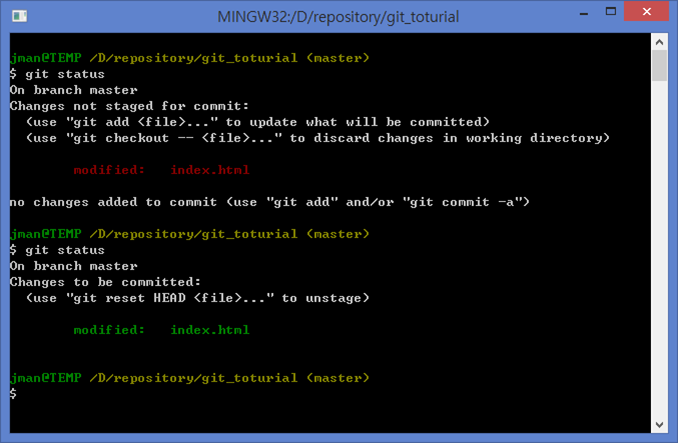 MINGW32:/D/repository/git_toturial
jman@TEMP /D/repository/git_toturial (master)
$ git status
On branch master
Changes not staged for commit:
  (use "git add <file>..." to update what will be committed)
  (use "git checkout -- <file>..." to discard changes in working directory)
        modified:   index.html
no changes added to commit (use "git add" and/or "git commit -a")
jman@TEMP /D/repository/git_toturial (master)
$ git status
On branch master
Changes to be committed:
  (use "git reset HEAD <file>..." to unstage)
        modified:   index.html
jman@TEMP /D/repository/git_toturial (master)
$